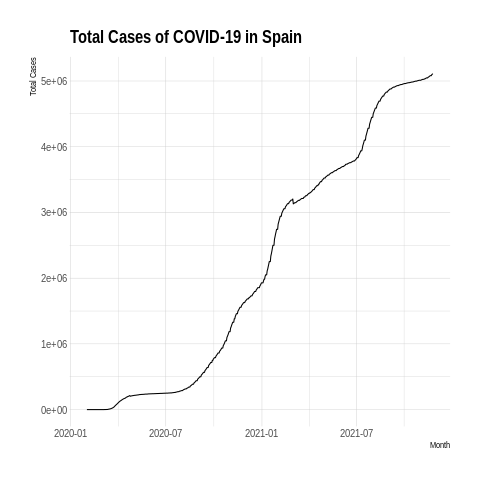 Total Cases of COVID-19 in Spain
Total Cases
5e+06
4e+06
3e+06
2e+06
1e+06
0e+00
2020-01 2020-07 2021-01 2021-07
Month